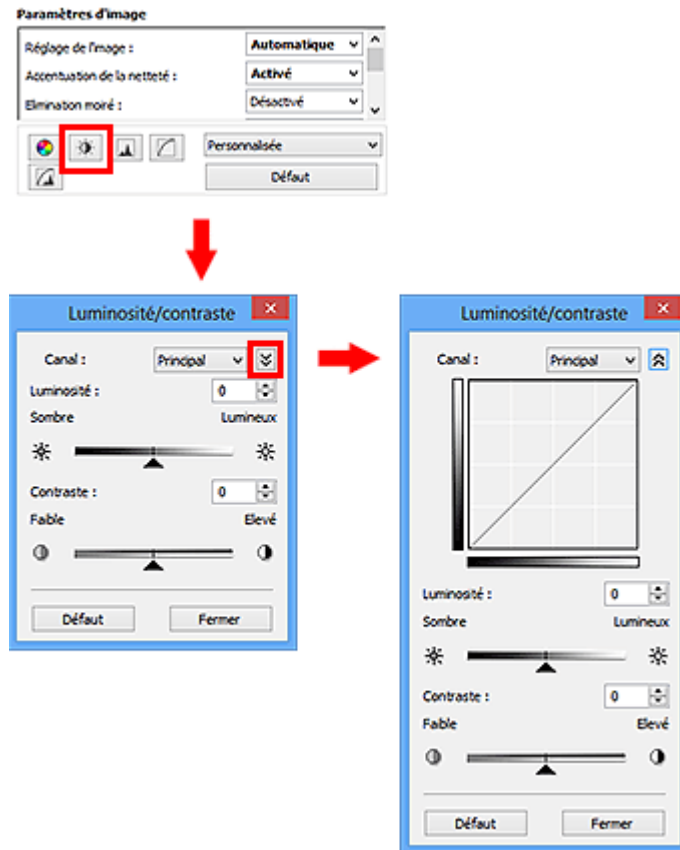 Paramètres d'image
Réglage de l'image : Automatique
Accentuation de la netteté : Activé
Elimination moiré : Désactivé
Personnalisée
Défaut
Luminosité/contraste
Canal : Principal
Luminosité : 0
Sombre Lumineux
Contraste : 0
Faible Elevé
Défaut Fermer
Luminosité/contraste
Canal : Principal
Luminosité : 0
Sombre Lumineux
Contraste : 0
Faible Elevé
Défaut Fermer